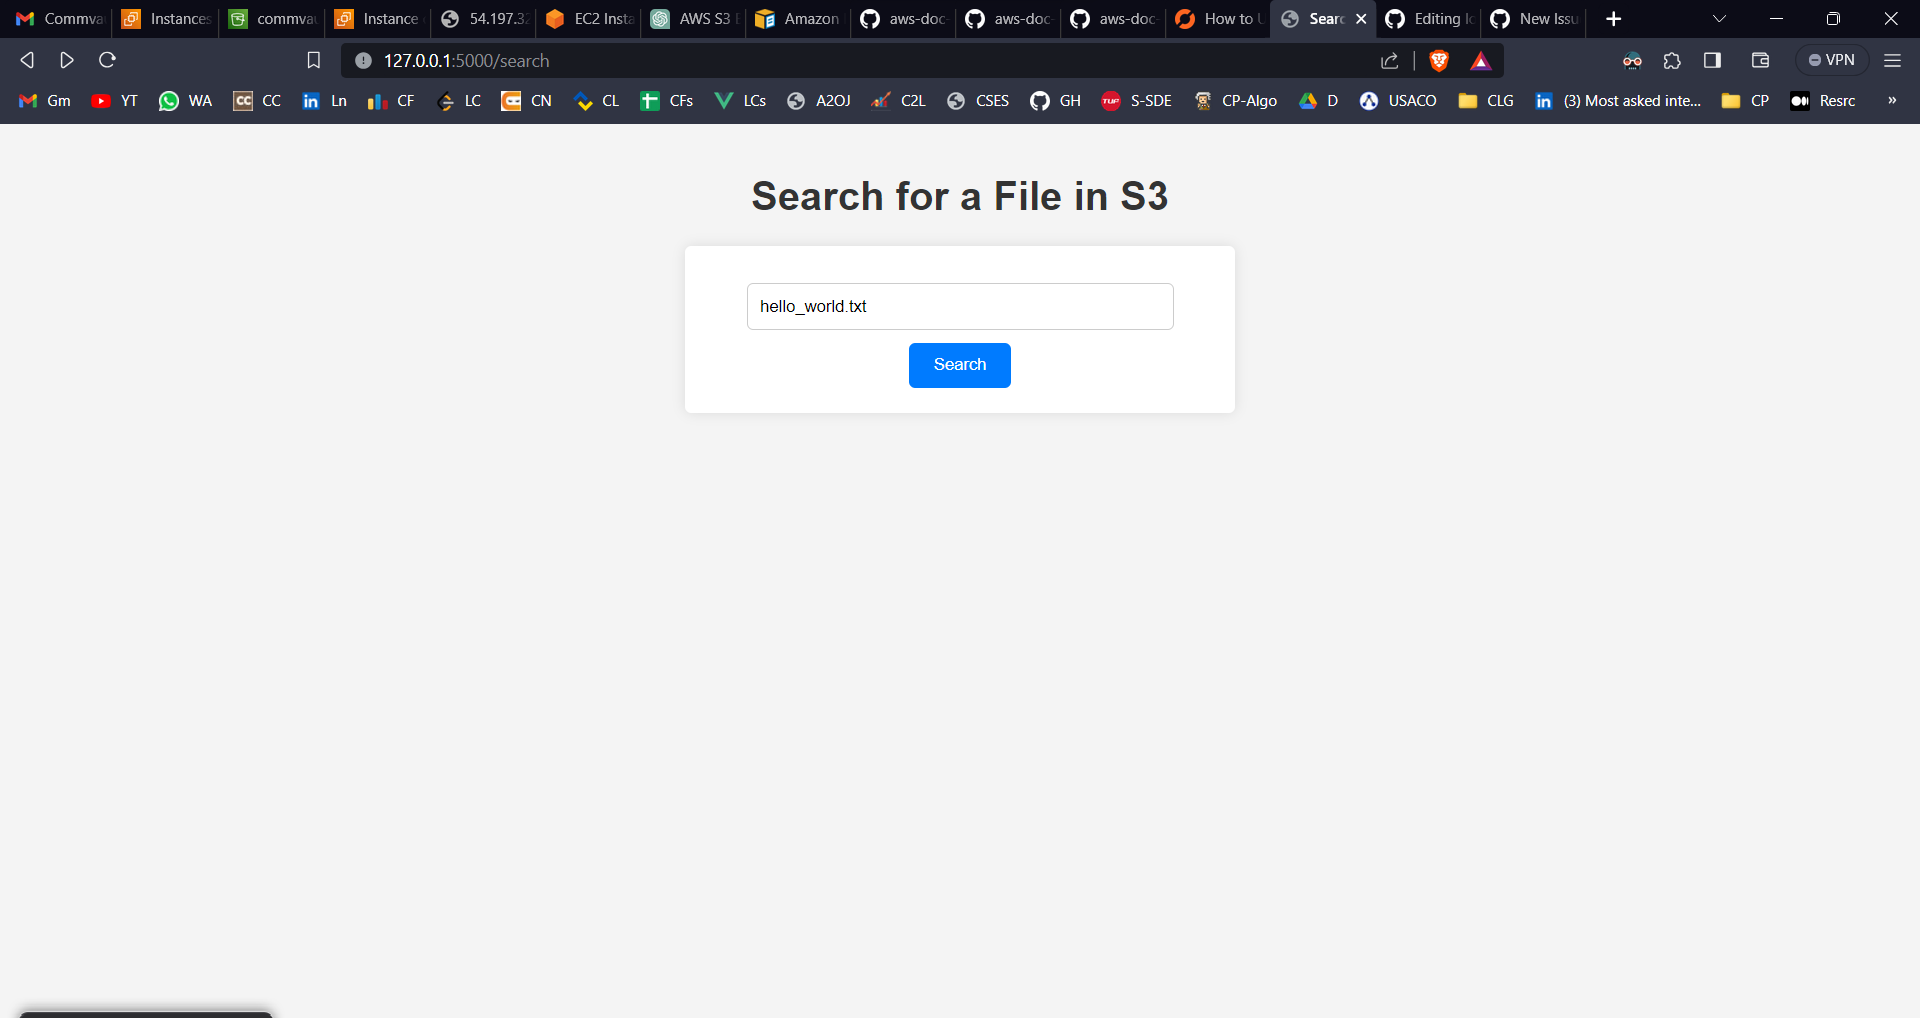 Commva
Instances
commvau
Instance
54.197.32
EC2 Insta
AWS S3
Amazon
aws-doc-
aws-doc-
aws-doc-
How to U
Searc
Editing
New Issu
127.0.0.1:5000/search
VPN
Gm
YT
WA
CC
Ln
CF
LC
CN
CL
CFs
LCs
A2OJ
C2L
CSES
GH
S-SDE
CP-Algo
D
USACO
CLG
(3) Most asked inte...
CP
Resrc
»
Search for a File in S3
hello_world.txt
Search